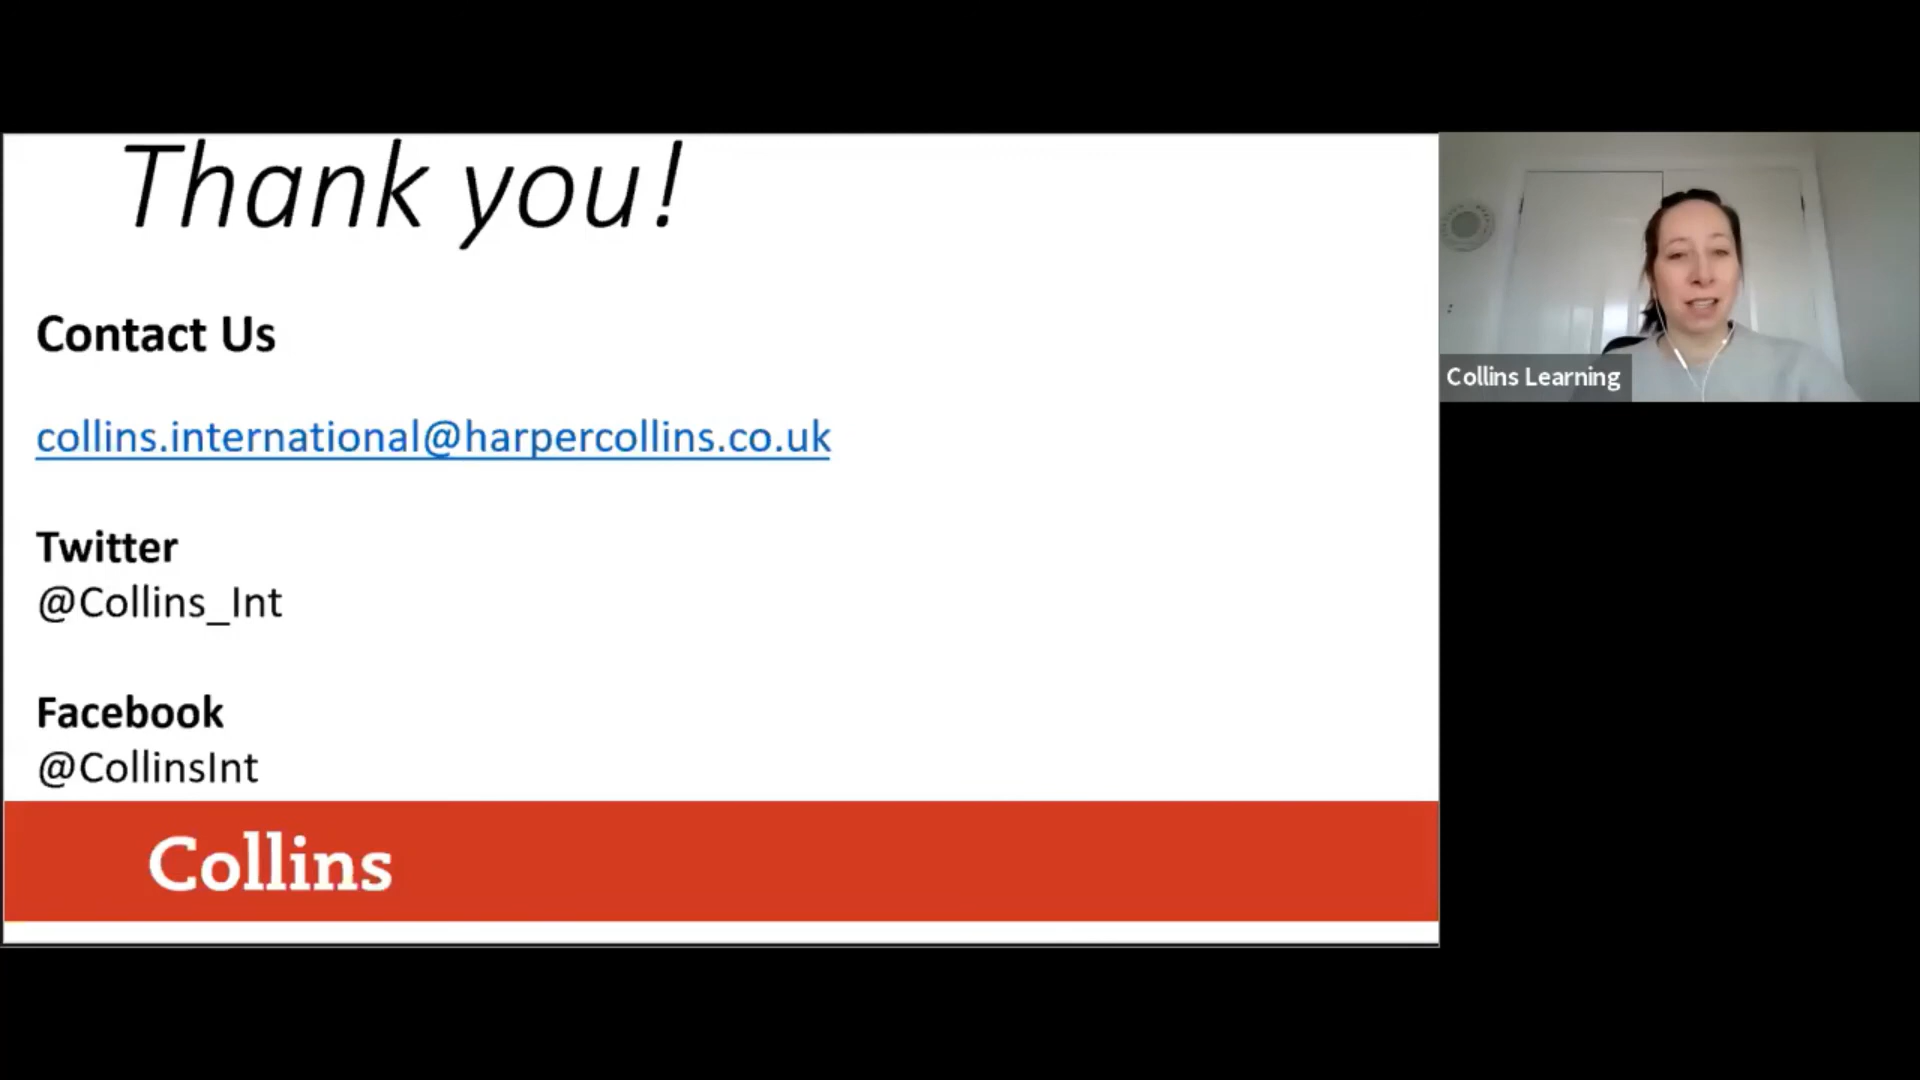 Thank you!
Contact Us
collins.international@harpercollins.co.uk
Twitter
@Collins_Int
Facebook
@CollinsInt
Collins
Collins Learning